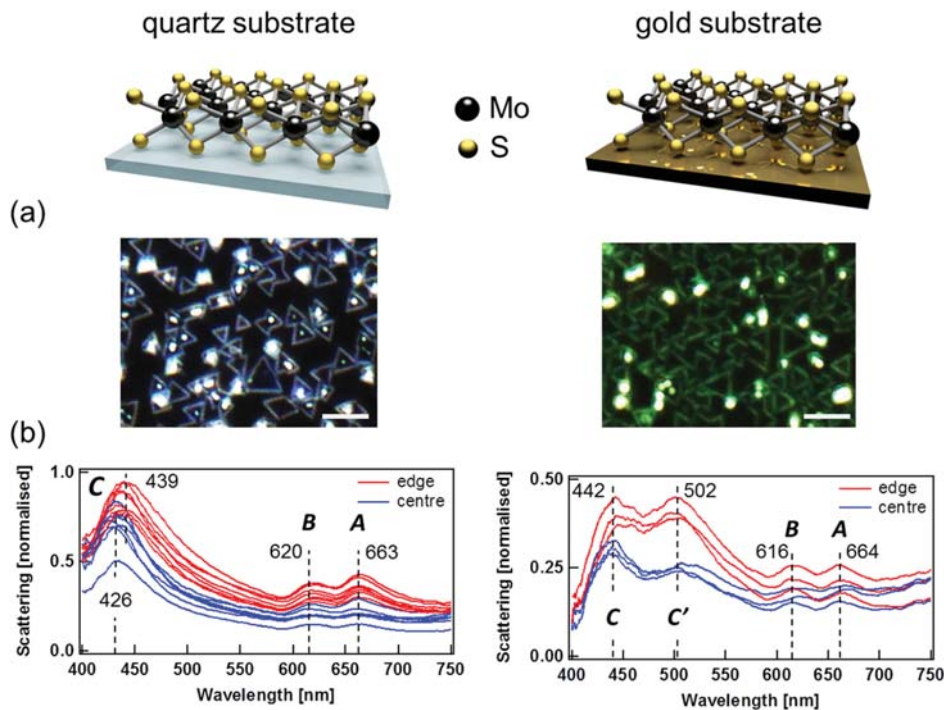 quartz substrate
gold substrate
Mo
S
(a)
(b)
Scattering [normalised]
1.0
0.5
0.0
C
439
426
B
A
620
663
edge
centre
400 450 500 550 600 650 700 750
Wavelength [nm]
Scattering [normalised]
0.50
0.25
0.00
442
502
C
C'
B
A
616
664
edge
centre
400 450 500 550 600 650 700 750
Wavelength [nm]